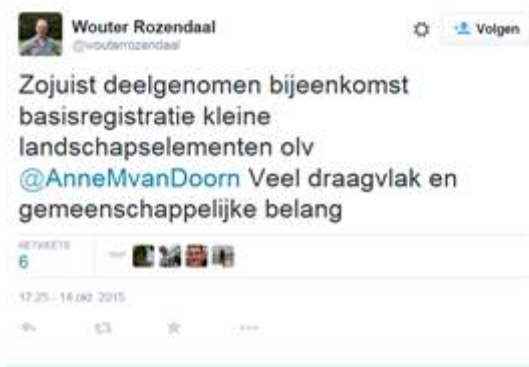 Wouter Rozendaal
@wouterrozendaal
Volgen
Zojuist deelgenomen bijeenkomst
basisregistratie kleine
landschapselementen olv
@AnneMvanDoorn Veel draagvlak en
gemeenschappelijke belang
RETWEETS
6
17:25 - 14 okt. 2015